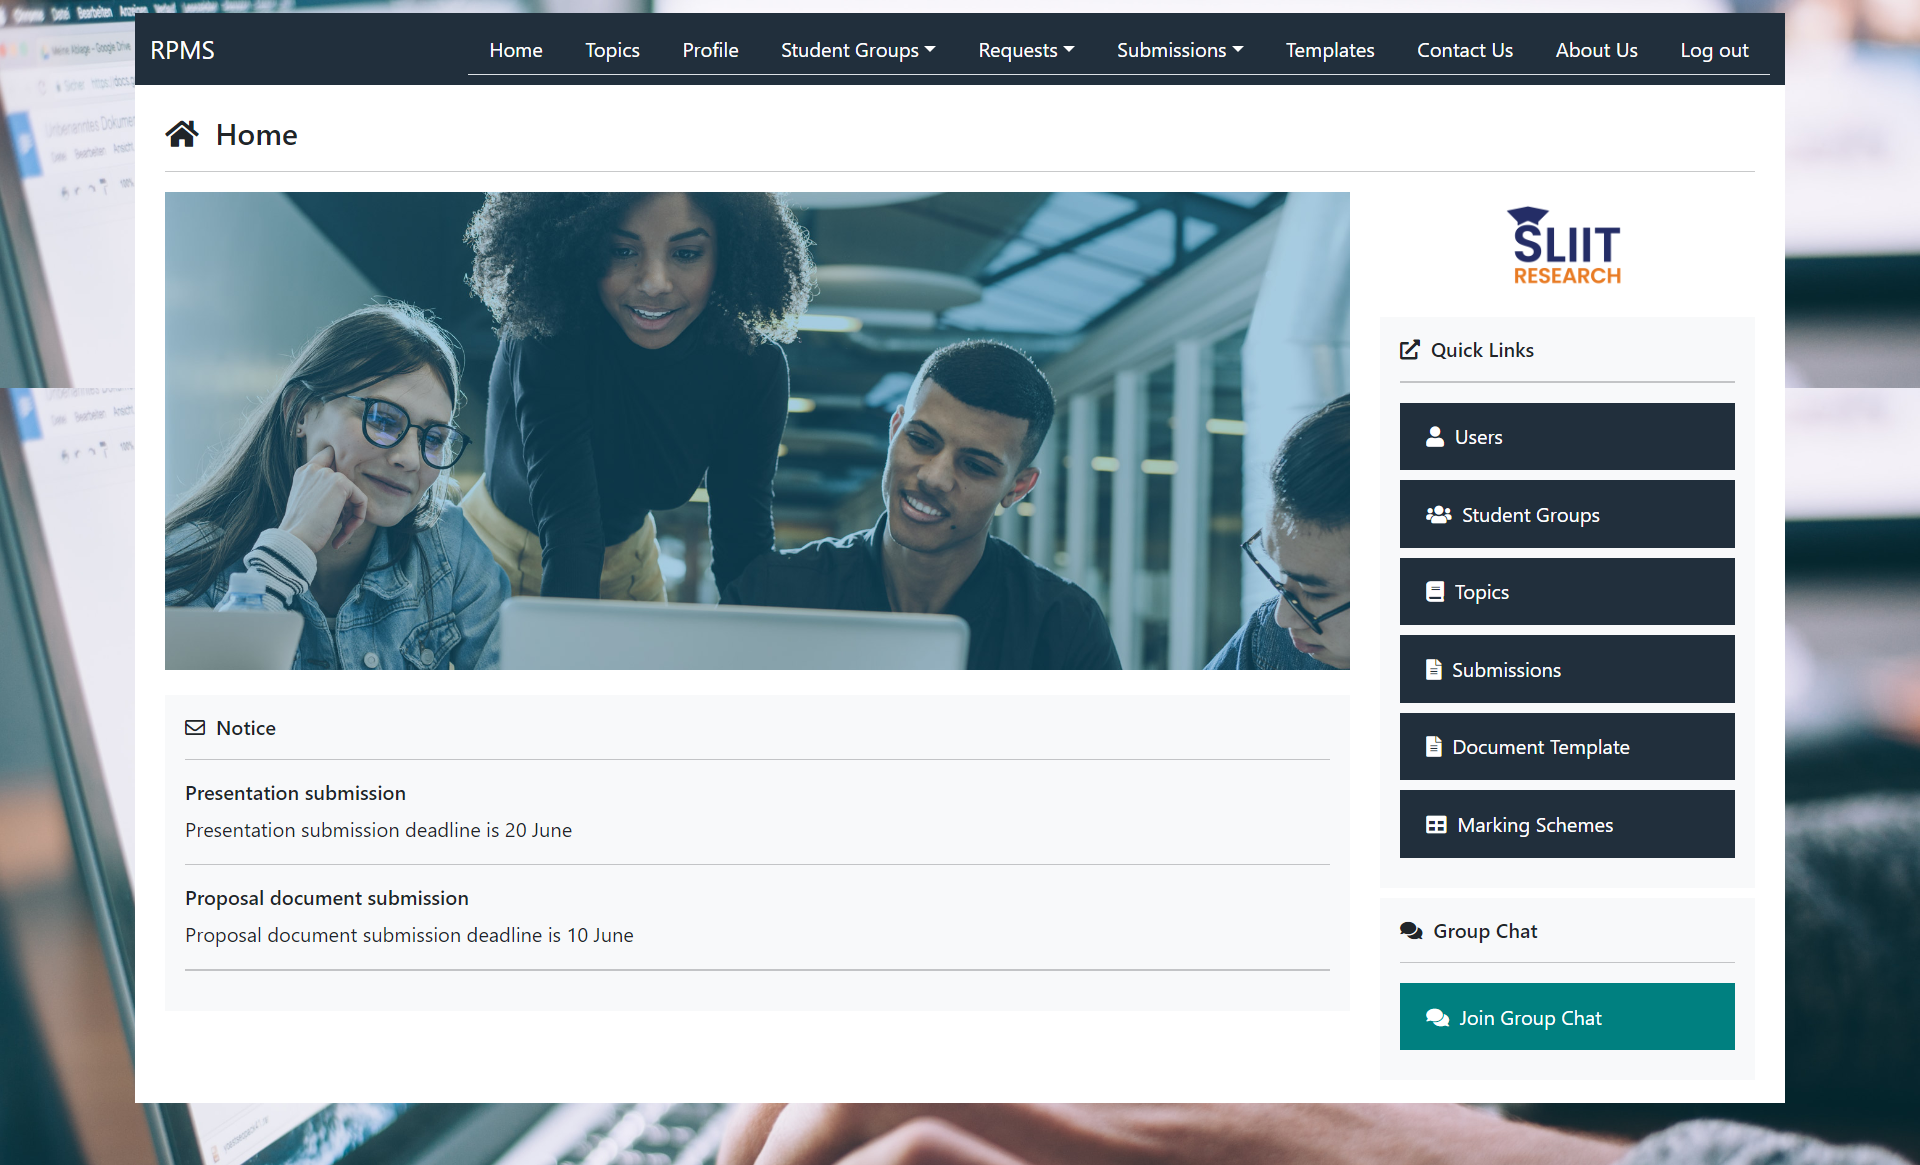 RPMS
Home Topics Profile Student Groups Requests Submissions Templates Contact Us About Us Log out
Home
SLIIT
RESEARCH
Quick Links
Users
Student Groups
Topics
Submissions
Document Template
Marking Schemes
Notice
Presentation submission
Presentation submission deadline is 20 June
Proposal document submission
Proposal document submission deadline is 10 June
Group Chat
Join Group Chat